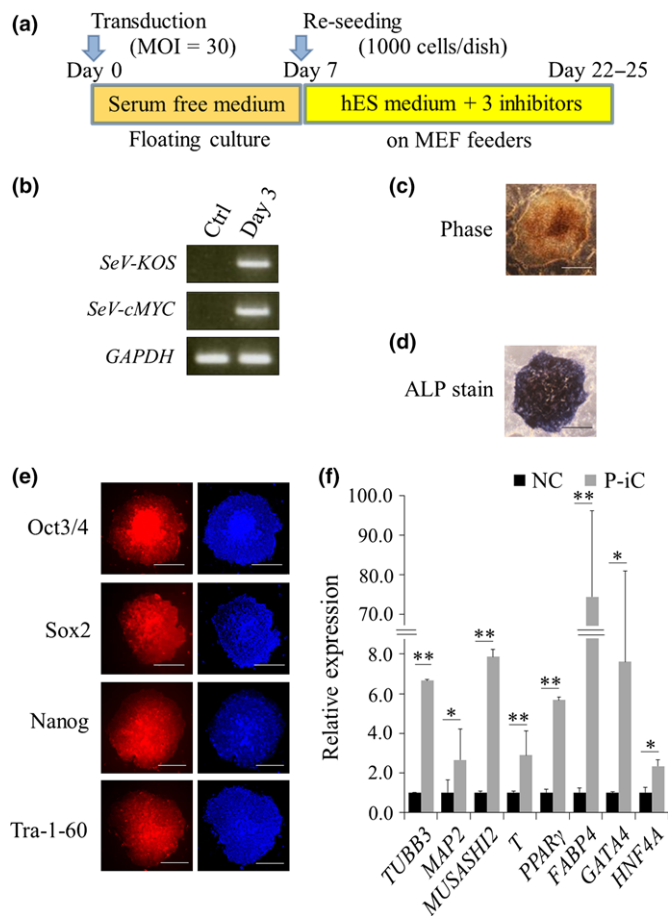 (a)
Transduction
(MOI = 30)
Re-seeding
(1000 cells/dish)
Day 0
Day 7
Day 22–25
Serum free medium
hES medium + 3 inhibitors
Floating culture
on MEF feeders
(b)
Ctrl
Day 3
SeV-KOS
SeV-cMYC
GAPDH
(c)
Phase
(d)
ALP stain
(e)
Oct3/4
Sox2
Nanog
Tra-1-60
(f)
NC
P-iC
Relative expression
100.0
90.0
80.0
70.0
8.0
6.0
4.0
2.0
0.0
**
*
**
**
**
**
*
*
TUBB3
MAP2
MUSASHI2
T
PPARγ
FABP4
GATA4
HNF4A